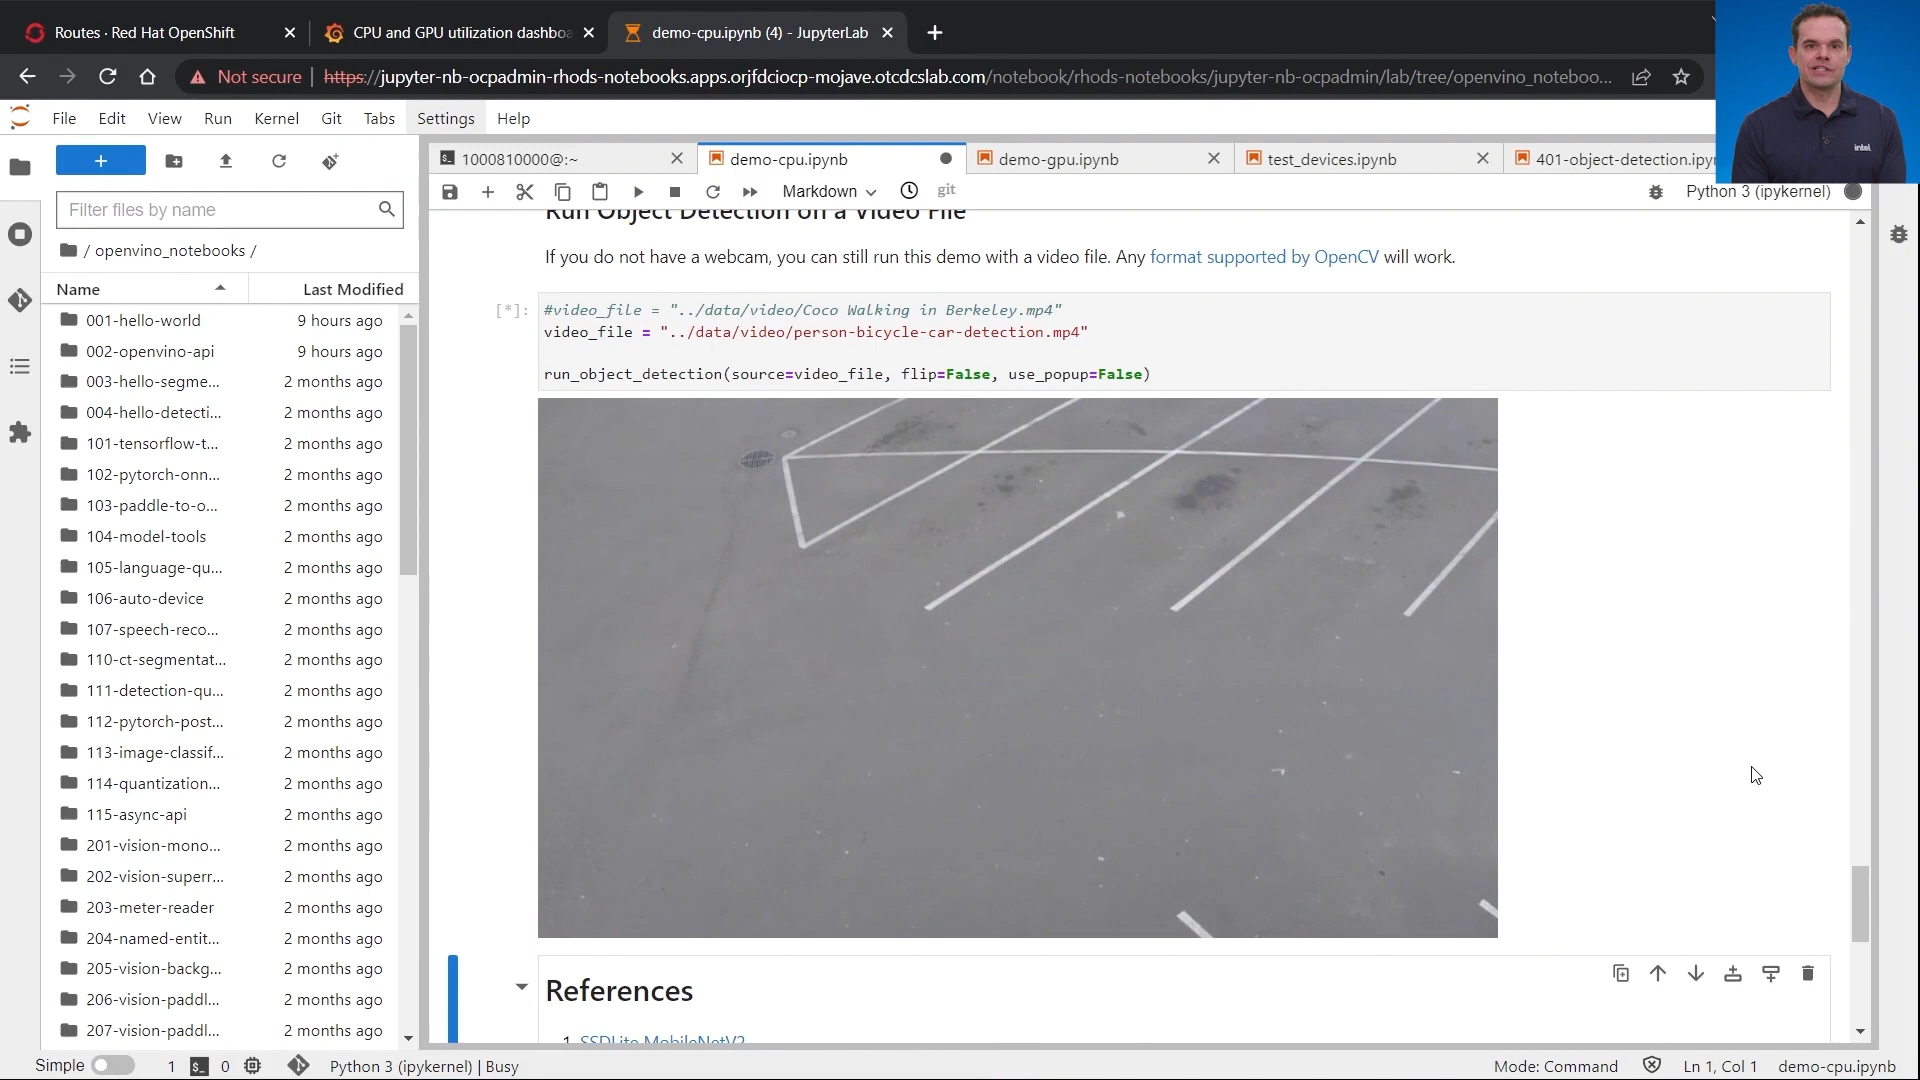 Routes · Red Hat OpenShift
CPU and GPU utilization dashboa
demo-cpu.ipynb (4) - JupyterLab
Not secure
https://jupyter-nb-ocpadmin-rhods-notebooks.apps.orjfdciocp-mojave.otcdcslab.com/notebook/rhods-notebooks/jupyter-nb-ocpadmin/lab/tree/openvino_noteboo...
intel
File Edit View Run Kernel Git Tabs Settings Help
1000810000@:~
demo-cpu.ipynb
demo-gpu.ipynb
test_devices.ipynb
401-object-detection.ipyn
Markdown
git
Python 3 (ipykernel)
Filter files by name
/ openvino_notebooks /
Name Last Modified
001-hello-world 9 hours ago
002-openvino-api 9 hours ago
003-hello-segme... 2 months ago
004-hello-detecti... 2 months ago
101-tensorflow-t... 2 months ago
102-pytorch-onn... 2 months ago
103-paddle-to-o... 2 months ago
104-model-tools 2 months ago
105-language-qu... 2 months ago
106-auto-device 2 months ago
107-speech-reco... 2 months ago
110-ct-segmentat... 2 months ago
111-detection-qu... 2 months ago
112-pytorch-post... 2 months ago
113-image-classif... 2 months ago
114-quantization... 2 months ago
115-async-api 2 months ago
201-vision-mono... 2 months ago
202-vision-superr... 2 months ago
203-meter-reader 2 months ago
204-named-entit... 2 months ago
205-vision-backg... 2 months ago
206-vision-paddl... 2 months ago
207-vision-paddl... 2 months ago
Run Object Detection on a Video File
If you do not have a webcam, you can still run this demo with a video file. Any format supported by OpenCV will work.
[*]:
#video_file = "../data/video/Coco Walking in Berkeley.mp4"
video_file = "../data/video/person-bicycle-car-detection.mp4"
run_object_detection(source=video_file, flip=False, use_popup=False)
References
1. SSDLite MobileNetV2
Simple 1 $_ 0 Python 3 (ipykernel) | Busy Mode: Command Ln 1, Col 1 demo-cpu.ipynb